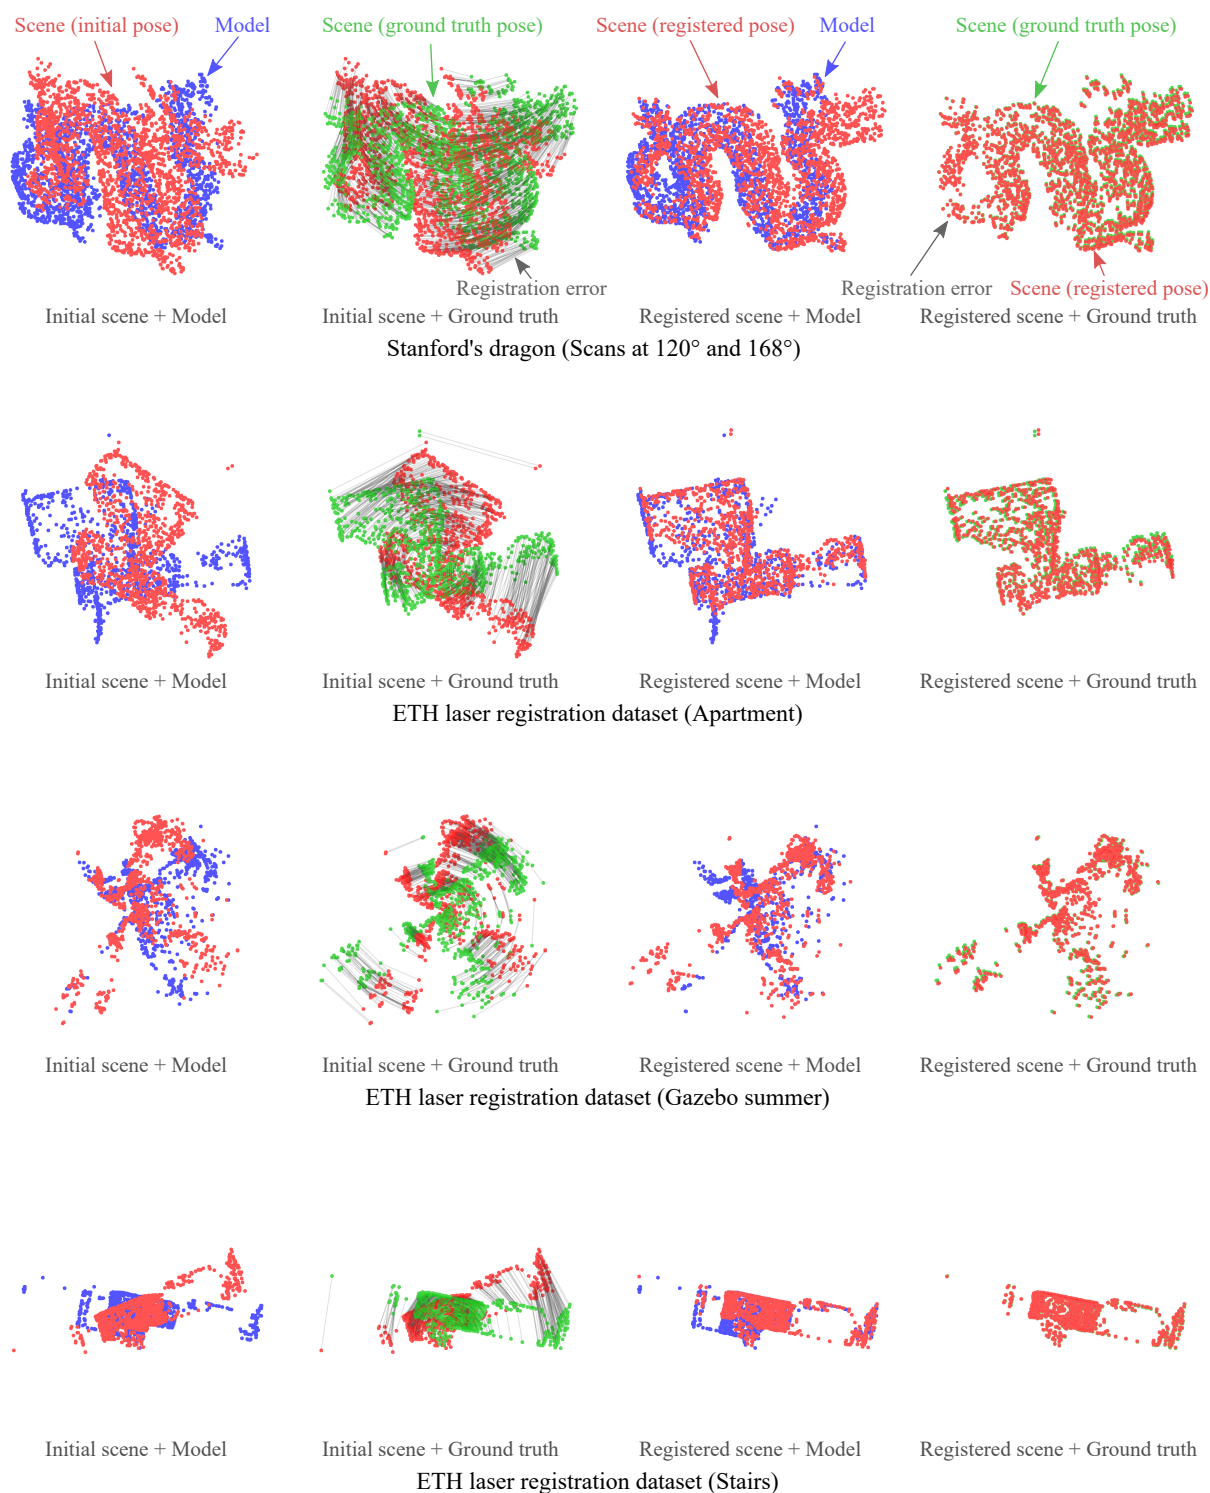 Scene (initial pose) Model Scene (ground truth pose) Scene (registered pose) Model Scene (ground truth pose)
Registration error Registration error Scene (registered pose)
Initial scene + Model Initial scene + Ground truth Registered scene + Model Registered scene + Ground truth
Stanford's dragon (Scans at 120° and 168°)
Initial scene + Model Initial scene + Ground truth Registered scene + Model Registered scene + Ground truth
ETH laser registration dataset (Apartment)
Initial scene + Model Initial scene + Ground truth Registered scene + Model Registered scene + Ground truth
ETH laser registration dataset (Gazebo summer)
Initial scene + Model Initial scene + Ground truth Registered scene + Model Registered scene + Ground truth
ETH laser registration dataset (Stairs)